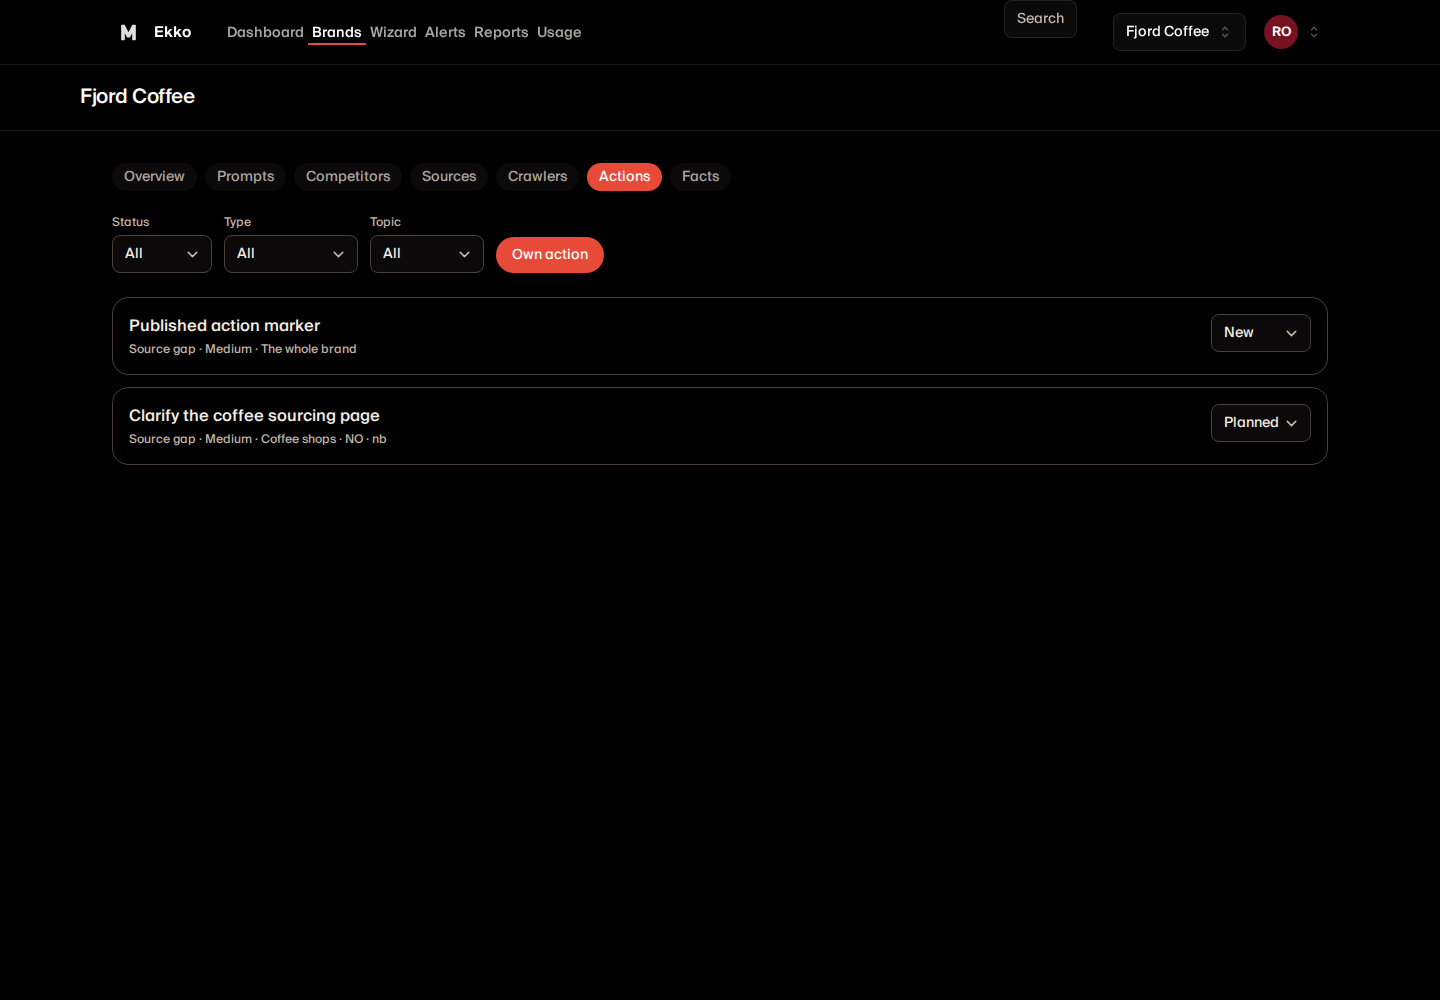 M Ekko Dashboard Brands Wizard Alerts Reports Usage Search Fjord Coffee RO
Fjord Coffee
Overview Prompts Competitors Sources Crawlers Actions Facts
Status Type Topic
All All All Own action
Published action marker
Source gap · Medium · The whole brand
New
Clarify the coffee sourcing page
Source gap · Medium · Coffee shops · NO · nb
Planned